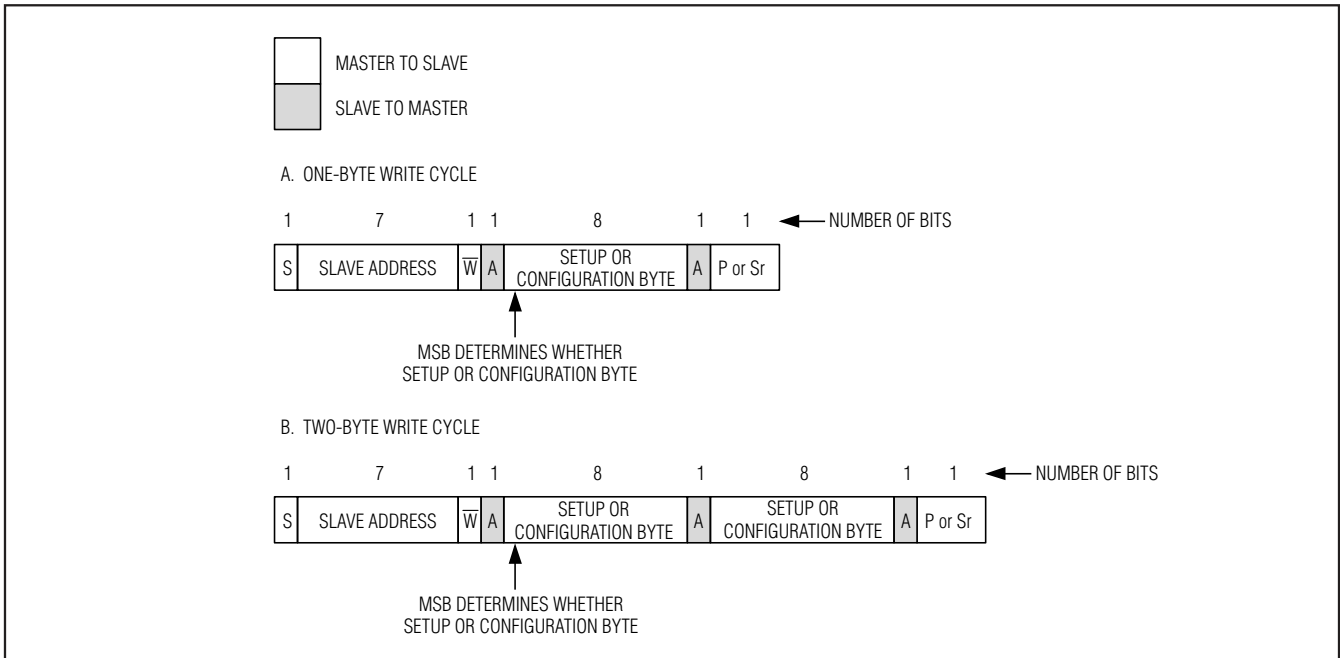 MASTER TO SLAVE
SLAVE TO MASTER
A. ONE-BYTE WRITE CYCLE
1 7 1 1 8 1 1 NUMBER OF BITS
S SLAVE ADDRESS W̅ A SETUP OR CONFIGURATION BYTE A P or Sr
MSB DETERMINES WHETHER
SETUP OR CONFIGURATION BYTE
B. TWO-BYTE WRITE CYCLE
1 7 1 1 8 1 8 1 1 NUMBER OF BITS
S SLAVE ADDRESS W̅ A SETUP OR CONFIGURATION BYTE A SETUP OR CONFIGURATION BYTE A P or Sr
MSB DETERMINES WHETHER
SETUP OR CONFIGURATION BYTE